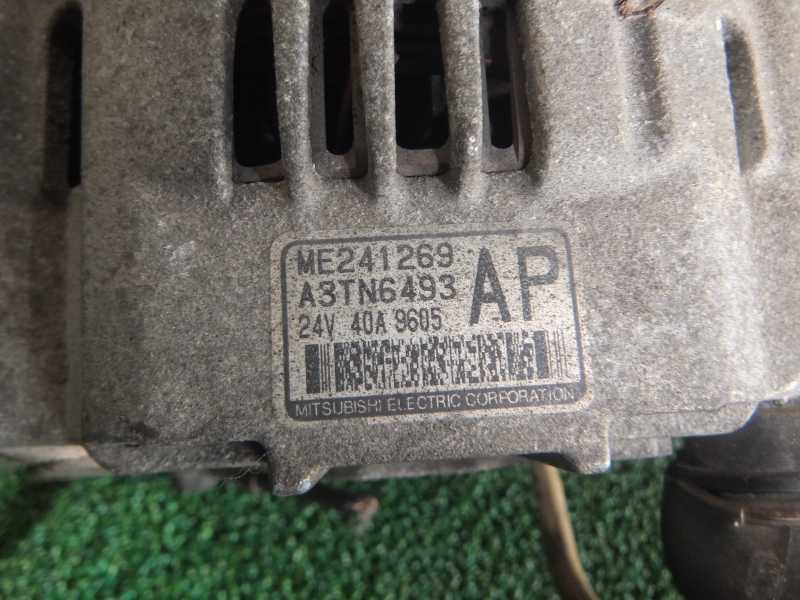 ME241269
A3TN6493
AP
24V 40A 9605
MITSUBISHI ELECTRIC CORPORATION